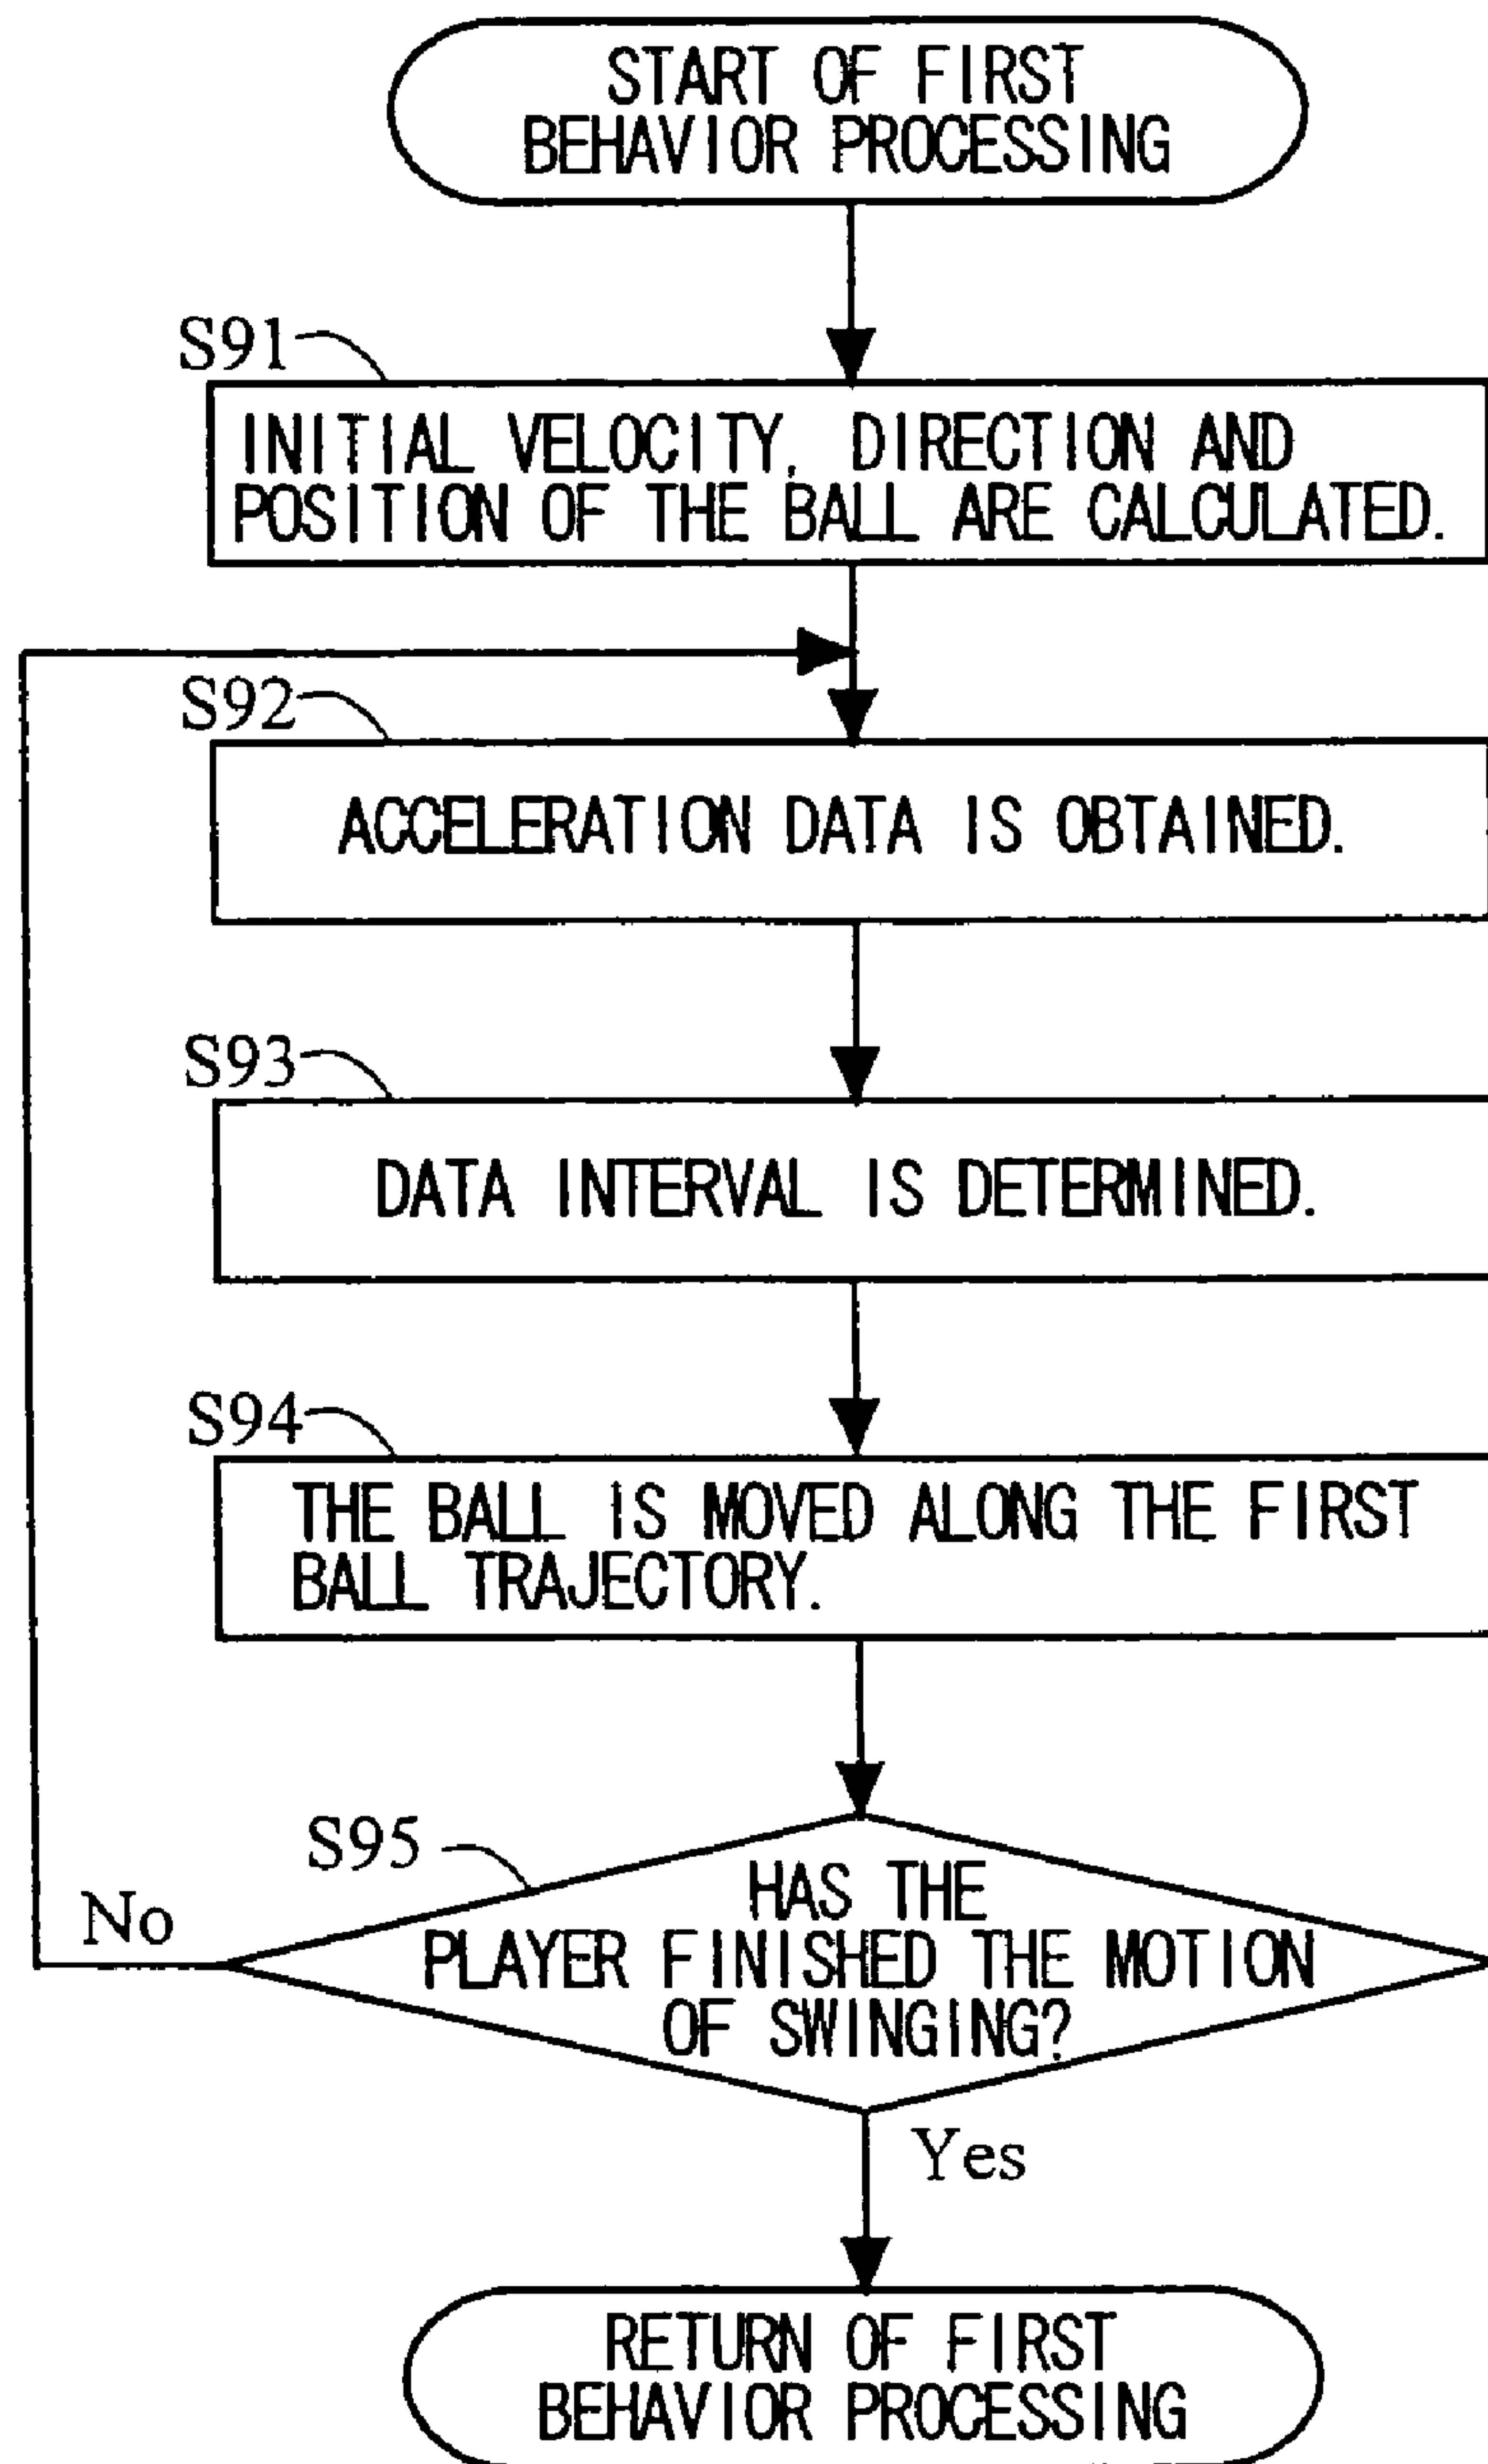 START OF FIRST
BEHAVIOR PROCESSING
S91
INITIAL VELOCITY, DIRECTION AND
POSITION OF THE BALL ARE CALCULATED.
S92
ACCELERATION DATA IS OBTAINED.
S93
DATA INTERVAL IS DETERMINED.
S94
THE BALL IS MOVED ALONG THE FIRST
BALL TRAJECTORY.
S95
HAS THE
No
PLAYER FINISHED THE MOTION
OF SWINGING?
Yes
RETURN OF FIRST
BEHAVIOR PROCESSING